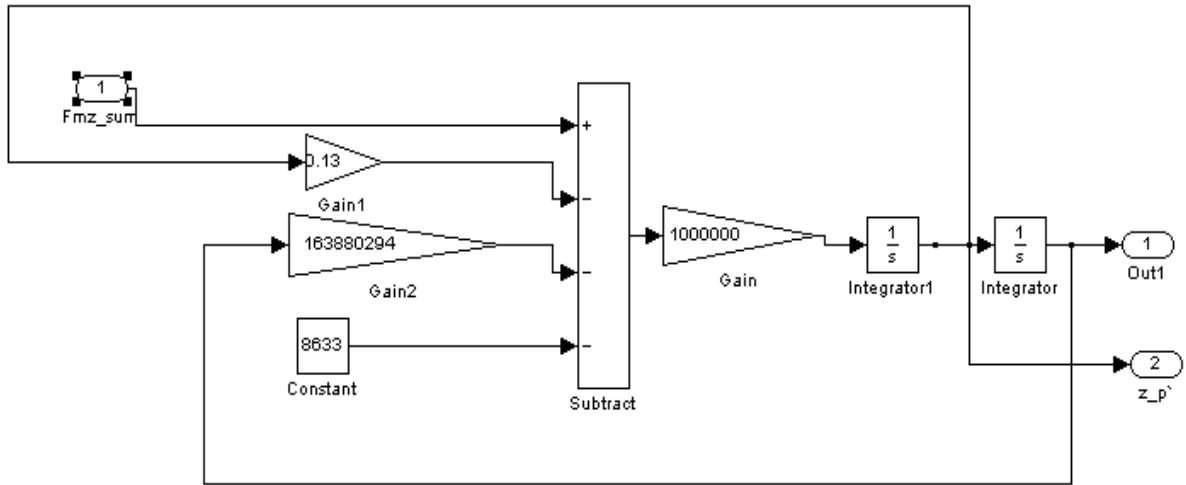 1
Fmz_sum
+
0.13
Gain1
−
163880294
Gain2
−
8633
Constant
−
Subtract
1000000
Gain
1
s
Integrator1
1
s
Integrator
1
Out1
2
z_p`